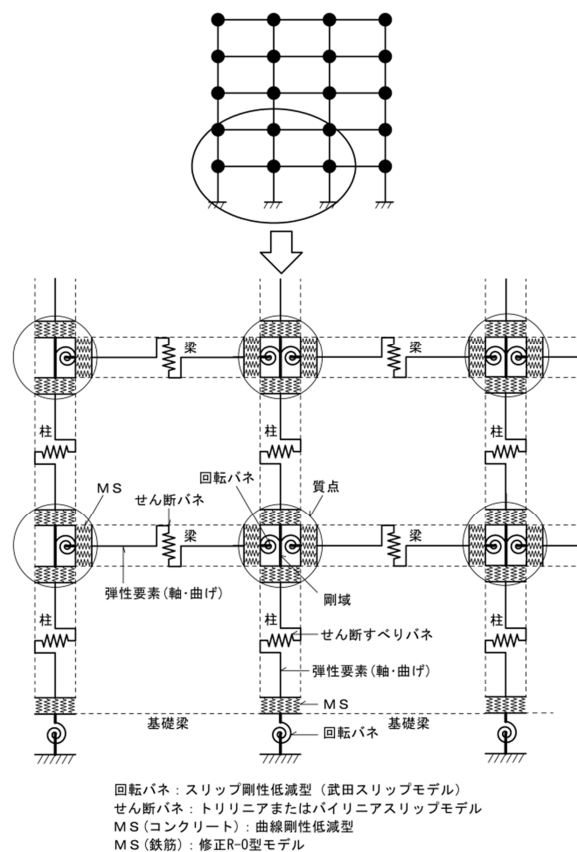 梁
梁
柱
柱
柱
回転バネ
質点
MS
せん断バネ
梁
弾性要素(軸・曲げ)
剛域
柱
柱
柱
せん断すべりバネ
弾性要素(軸・曲げ)
MS
基礎梁
基礎梁
回転バネ
回転バネ:スリップ剛性低減型(武田スリップモデル)
せん断バネ:トリリニアまたはバイリニアスリップモデル
MS(コンクリート):曲線剛性低減型
MS(鉄筋):修正R-O型モデル